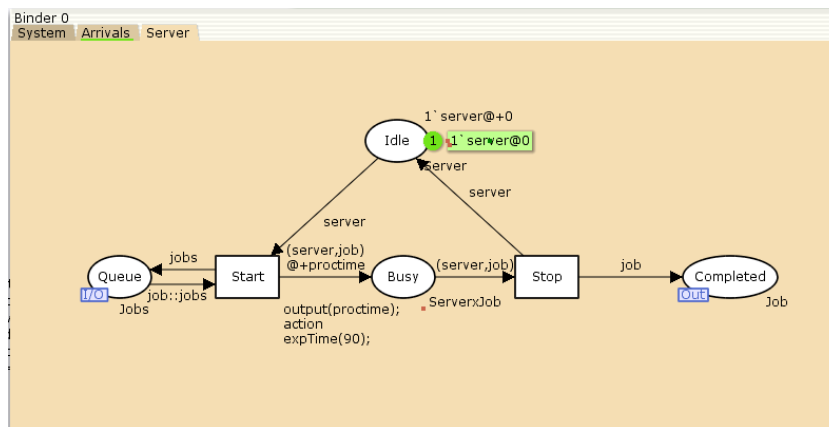 Binder 0
System Arrivals Server
1`server@+0
Idle
1
1`server@0
Server
server
server
jobs
(server,job)
@+proctime
(server,job)
job
Queue
Start
Busy
Stop
Completed
I/O
job::jobs
Out
Jobs
ServerxJob
Job
output(proctime);
action
expTime(90);